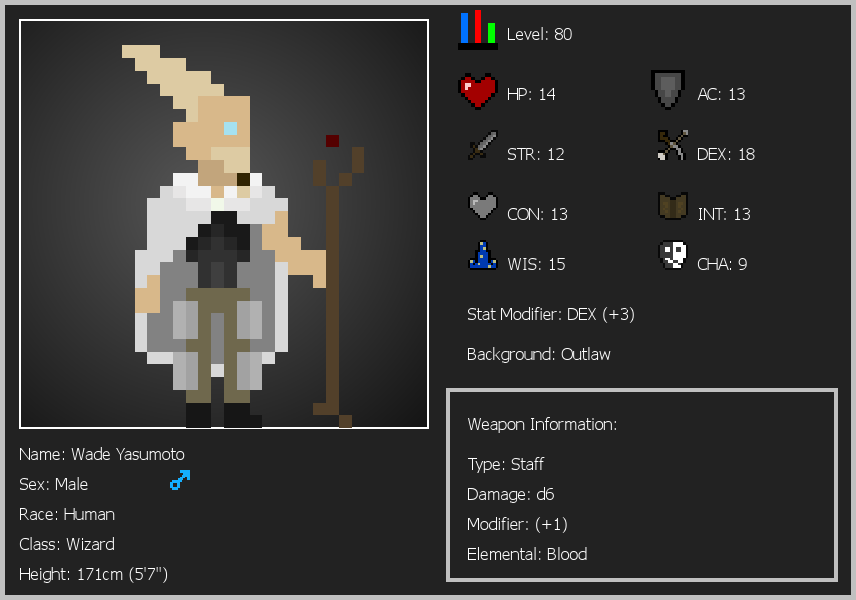 Level: 80
HP: 14
AC: 13
STR: 12
DEX: 18
CON: 13
INT: 13
WIS: 15
CHA: 9
Stat Modifier: DEX (+3)
Background: Outlaw
Weapon Information:
Type: Staff
Damage: d6
Modifier: (+1)
Elemental: Blood
Name: Wade Yasumoto
Sex: Male
Race: Human
Class: Wizard
Height: 171cm (5'7")